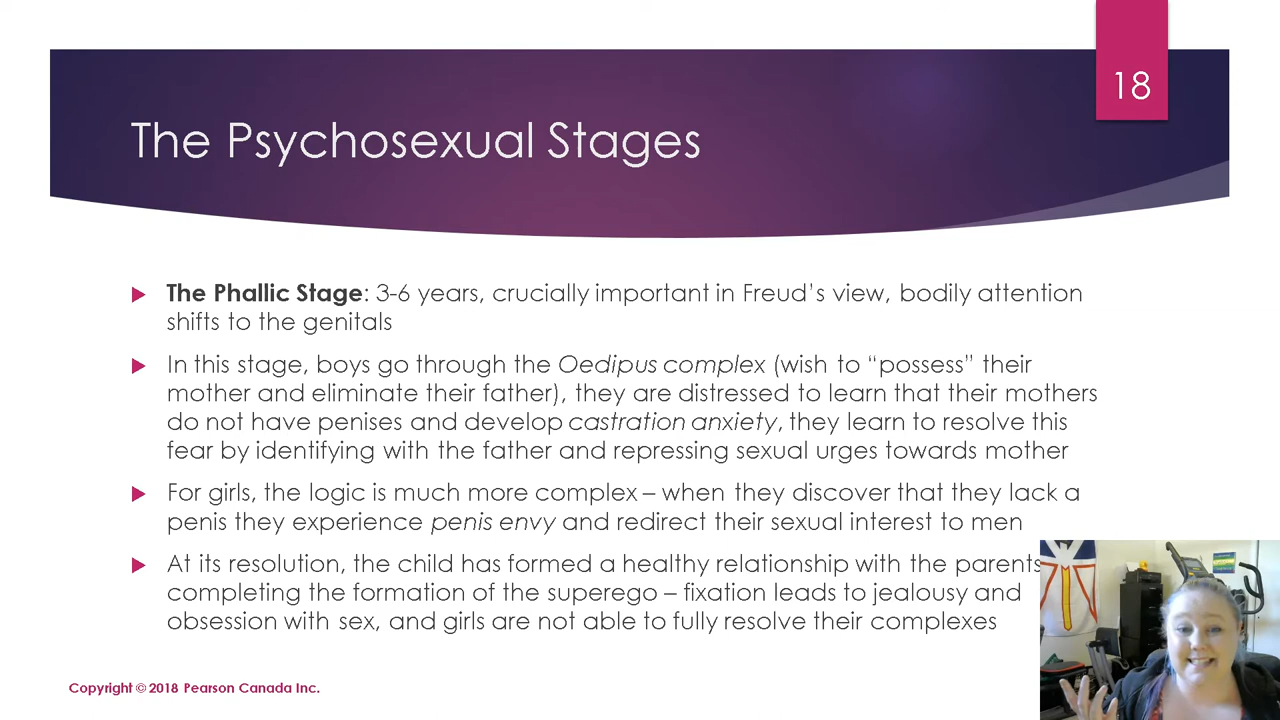 18
The Psychosexual Stages
The Phallic Stage: 3-6 years, crucially important in Freud’s view, bodily attention
shifts to the genitals
In this stage, boys go through the Oedipus complex (wish to “possess” their
mother and eliminate their father), they are distressed to learn that their mothers
do not have penises and develop castration anxiety, they learn to resolve this
fear by identifying with the father and repressing sexual urges towards mother
For girls, the logic is much more complex – when they discover that they lack a
penis they experience penis envy and redirect their sexual interest to men
At its resolution, the child has formed a healthy relationship with the parents
completing the formation of the superego – fixation leads to jealousy and
obsession with sex, and girls are not able to fully resolve their complexes
Copyright © 2018 Pearson Canada Inc.